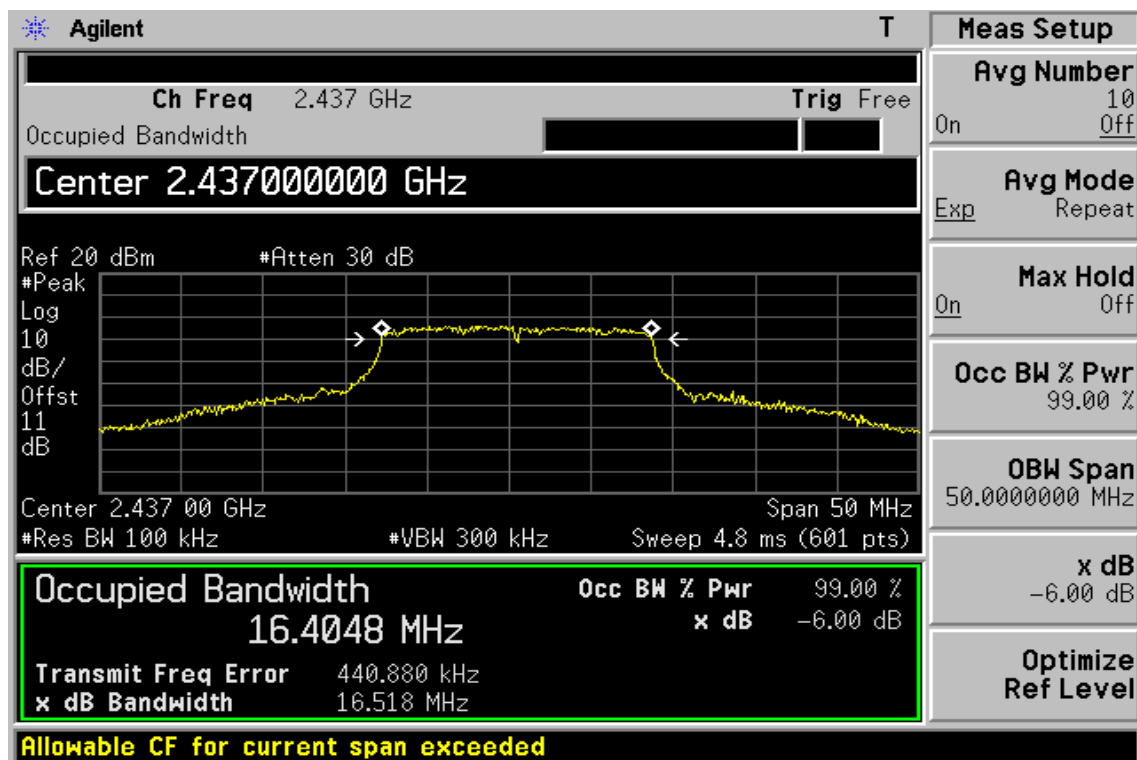 Agilent T
Ch Freq 2.437 GHz Trig Free
Occupied Bandwidth
Center 2.437000000 GHz
Ref 20 dBm #Atten 30 dB
#Peak
Log
10
dB/
Offst
11
dB
Center 2.437 00 GHz Span 50 MHz
#Res BW 100 kHz #VBW 300 kHz Sweep 4.8 ms (601 pts)
Occupied Bandwidth Occ BW % Pwr 99.00 %
16.4048 MHz x dB -6.00 dB
Transmit Freq Error 440.880 kHz
x dB Bandwidth 16.518 MHz
Allowable CF for current span exceeded
Meas Setup
Avg Number
10
On Off
Avg Mode
Exp Repeat
Max Hold
On Off
Occ BW % Pwr
99.00 %
OBW Span
50.0000000 MHz
x dB
-6.00 dB
Optimize
Ref Level